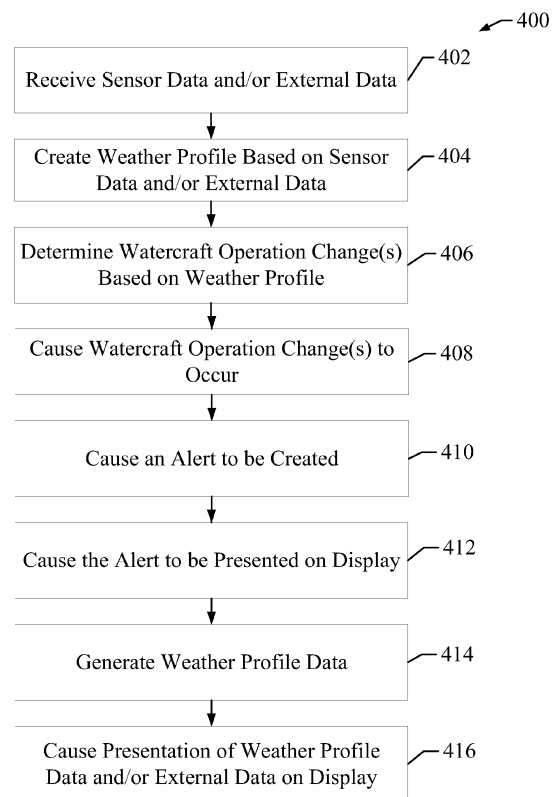 400
Receive Sensor Data and/or External Data
402
Create Weather Profile Based on Sensor
Data and/or External Data
404
Determine Watercraft Operation Change(s)
Based on Weather Profile
406
Cause Watercraft Operation Change(s) to
Occur
408
Cause an Alert to be Created
410
Cause the Alert to be Presented on Display
412
Generate Weather Profile Data
414
Cause Presentation of Weather Profile
Data and/or External Data on Display
416